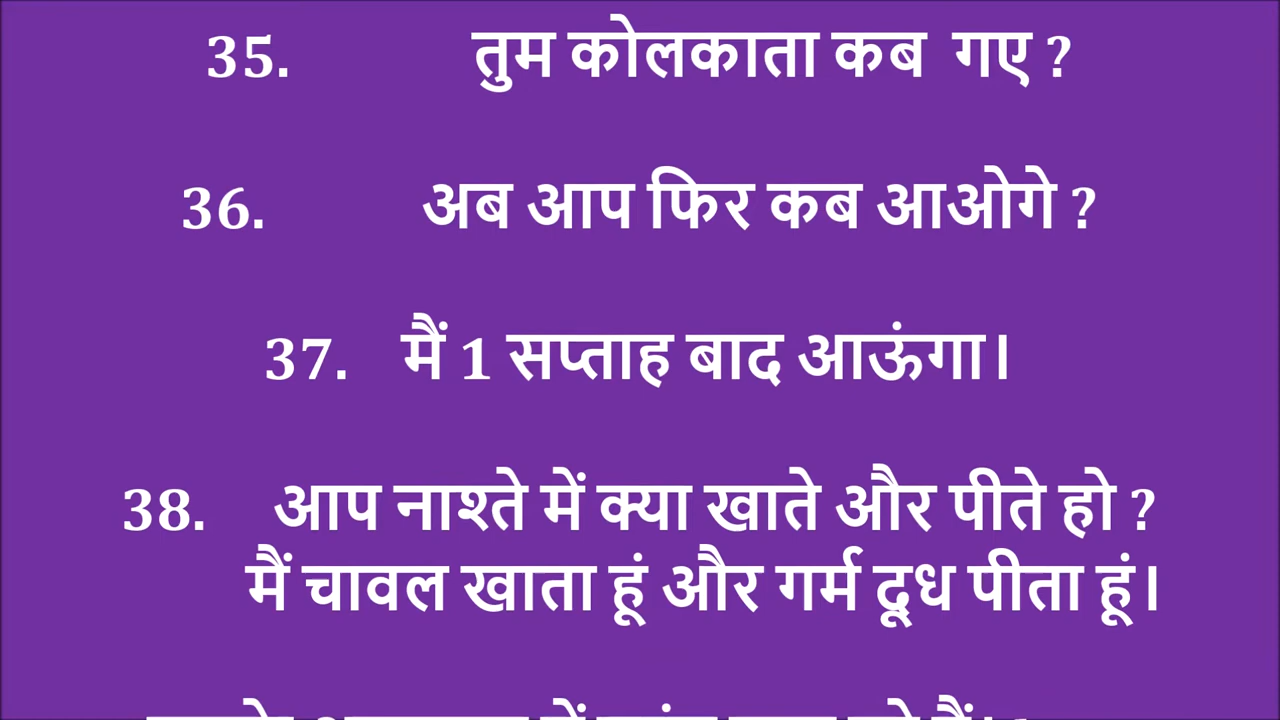 35. तुम कोलकाता कब गए ?
36. अब आप फिर कब आओगे ?
37. मैं 1 सप्ताह बाद आऊंगा।
38. आप नाश्ते में क्या खाते और पीते हो ?
मैं चावल खाता हूं और गर्म दूध पीता हूं।